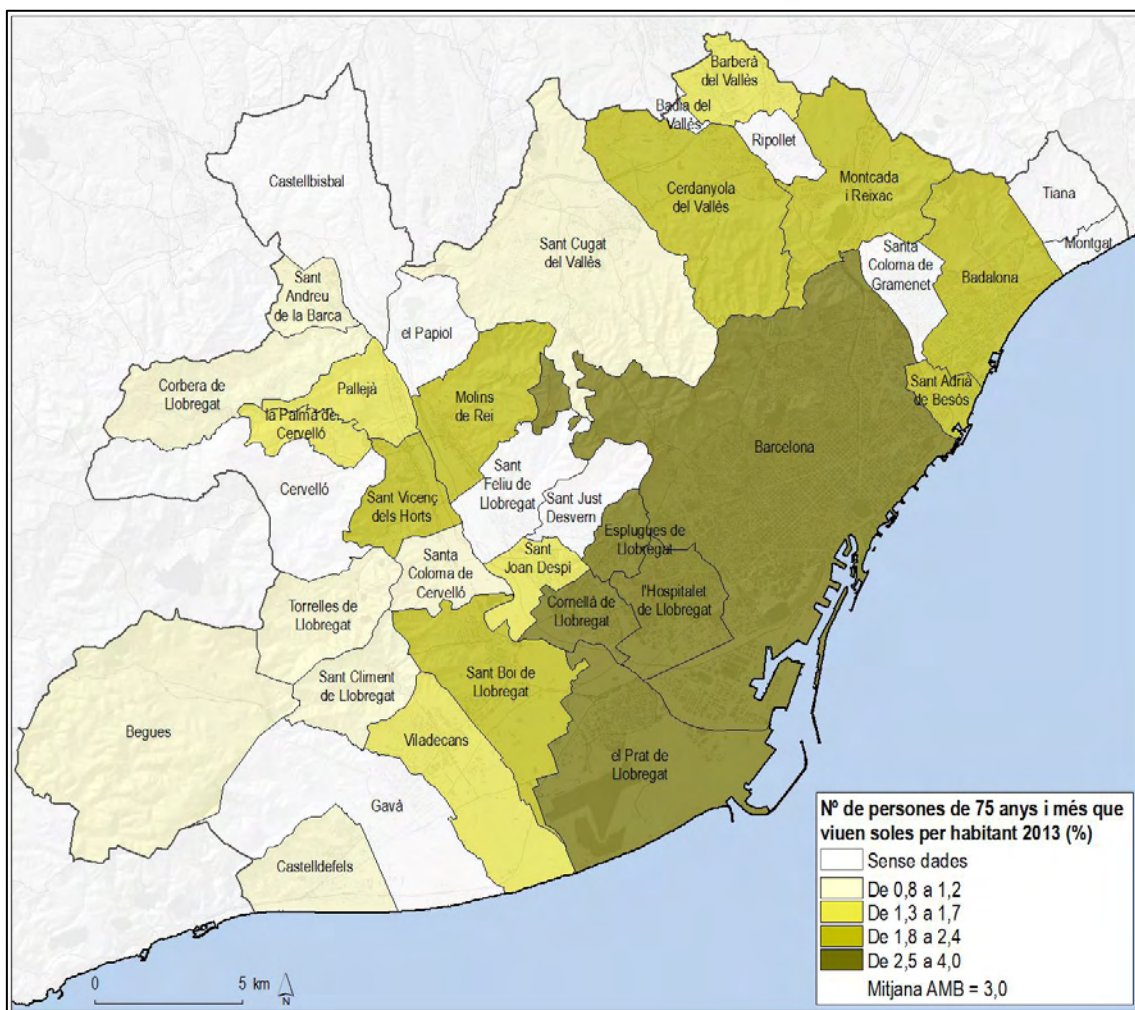 Barberà
del Vallès
Badia del
Vallès
Ripollet
Castellbisbal
Cerdanyola
del Vallès
Montcada
i Reixac
Tiana
Montgat
Sant Cugat
del Vallès
Santa
Coloma de
Gramenet
Badalona
Sant
Andreu
de la Barca
el Papiol
Corbera de
Llobregat
Pallejà
Molins
de Rei
Sant Adrià
de Besòs
la Palma de
Cervelló
Barcelona
Cervelló
Sant Vicenç
dels Horts
Sant
Feliu de
Llobregat
Sant Just
Desvern
Esplugues de
Llobregat
Santa
Coloma de
Cervelló
Sant
Joan Despí
Torrelles de
Llobregat
Cornellà de
Llobregat
l'Hospitalet
de Llobregat
Sant Climent
de Llobregat
Sant Boi de
Llobregat
Begues
Viladecans
el Prat de
Llobregat
Gavà
Castelldefels
Nº de persones de 75 anys i més que
viuen soles per habitant 2013 (%)
Sense dades
De 0,8 a 1,2
De 1,3 a 1,7
De 1,8 a 2,4
De 2,5 a 4,0
Mitjana AMB = 3,0
0 5 km
N